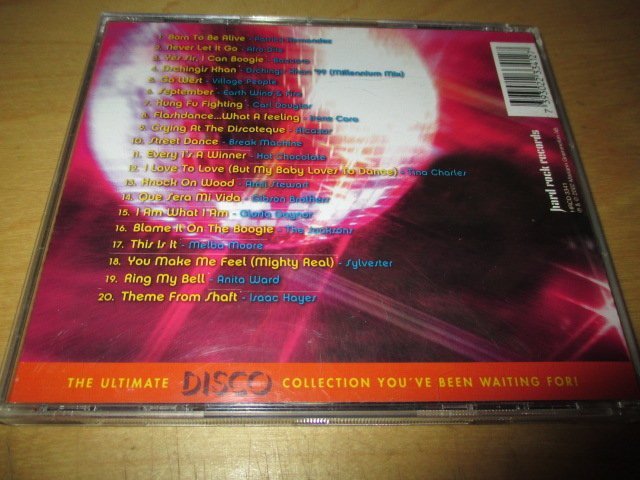 1. Born To Be Alive - Patrick Hernandez
2. Never Let It Go - Afro-Dite
3. Yes Sir, I Can Boogie - Baccara
4. Dschingis Khan - Dschingis Khan '99 (Millennium Mix)
5. Go West - Village People
6. September - Earth Wind & Fire
7. Kung Fu Fighting - Carl Douglas
8. Flashdance...What A Feeling - Irene Cara
9. Crying At The Discoteque - Alcazar
10. Street Dance - Break Machine
11. Every 1's A Winner - Hot Chocolate
12. I Love To Love (But My Baby Loves To Dance) - Tina Charles
13. Knock On Wood - Amii Stewart
14. Que Sera Mi Vida - Gibson Brothers
15. I Am What I Am - Gloria Gaynor
16. Blame It On The Boogie - The Jacksons
17. This Is It - Melba Moore
18. You Make Me Feel (Mighty Real) - Sylvester
19. Ring My Bell - Anita Ward
20. Theme From Shaft - Isaac Hayes
hard rock records
THE ULTIMATE DISCO COLLECTION YOU'VE BEEN WAITING FOR!